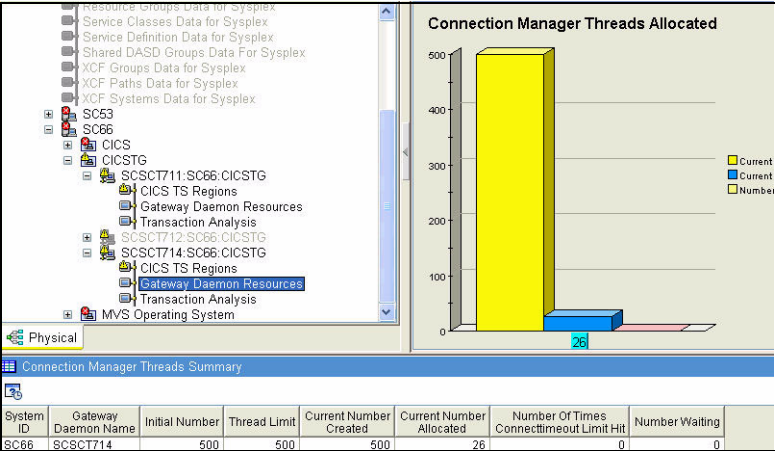 Resource Groups Data for Sysplex
Service Classes Data for Sysplex
Service Definition Data for Sysplex
Shared DASD Groups Data For Sysplex
XCF Groups Data for Sysplex
XCF Paths Data for Sysplex
XCF Systems Data for Sysplex
SC53
SC66
CICS
CICSTG
SCSCT711:SC66:CICSTG
CICS TS Regions
Gateway Daemon Resources
Transaction Analysis
SCSCT712:SC66:CICSTG
SCSCT714:SC66:CICSTG
CICS TS Regions
Gateway Daemon Resources
Transaction Analysis
MVS Operating System
Physical
Connection Manager Threads Allocated
500
400
300
200
100
0
26
Current
Current
Number
Connection Manager Threads Summary
System ID Gateway Daemon Name Initial Number Thread Limit Current Number Created Current Number Allocated Number Of Times Connecttimeout Limit Hit Number Waiting
SC66 SCSCT714 500 500 500 26 0 0